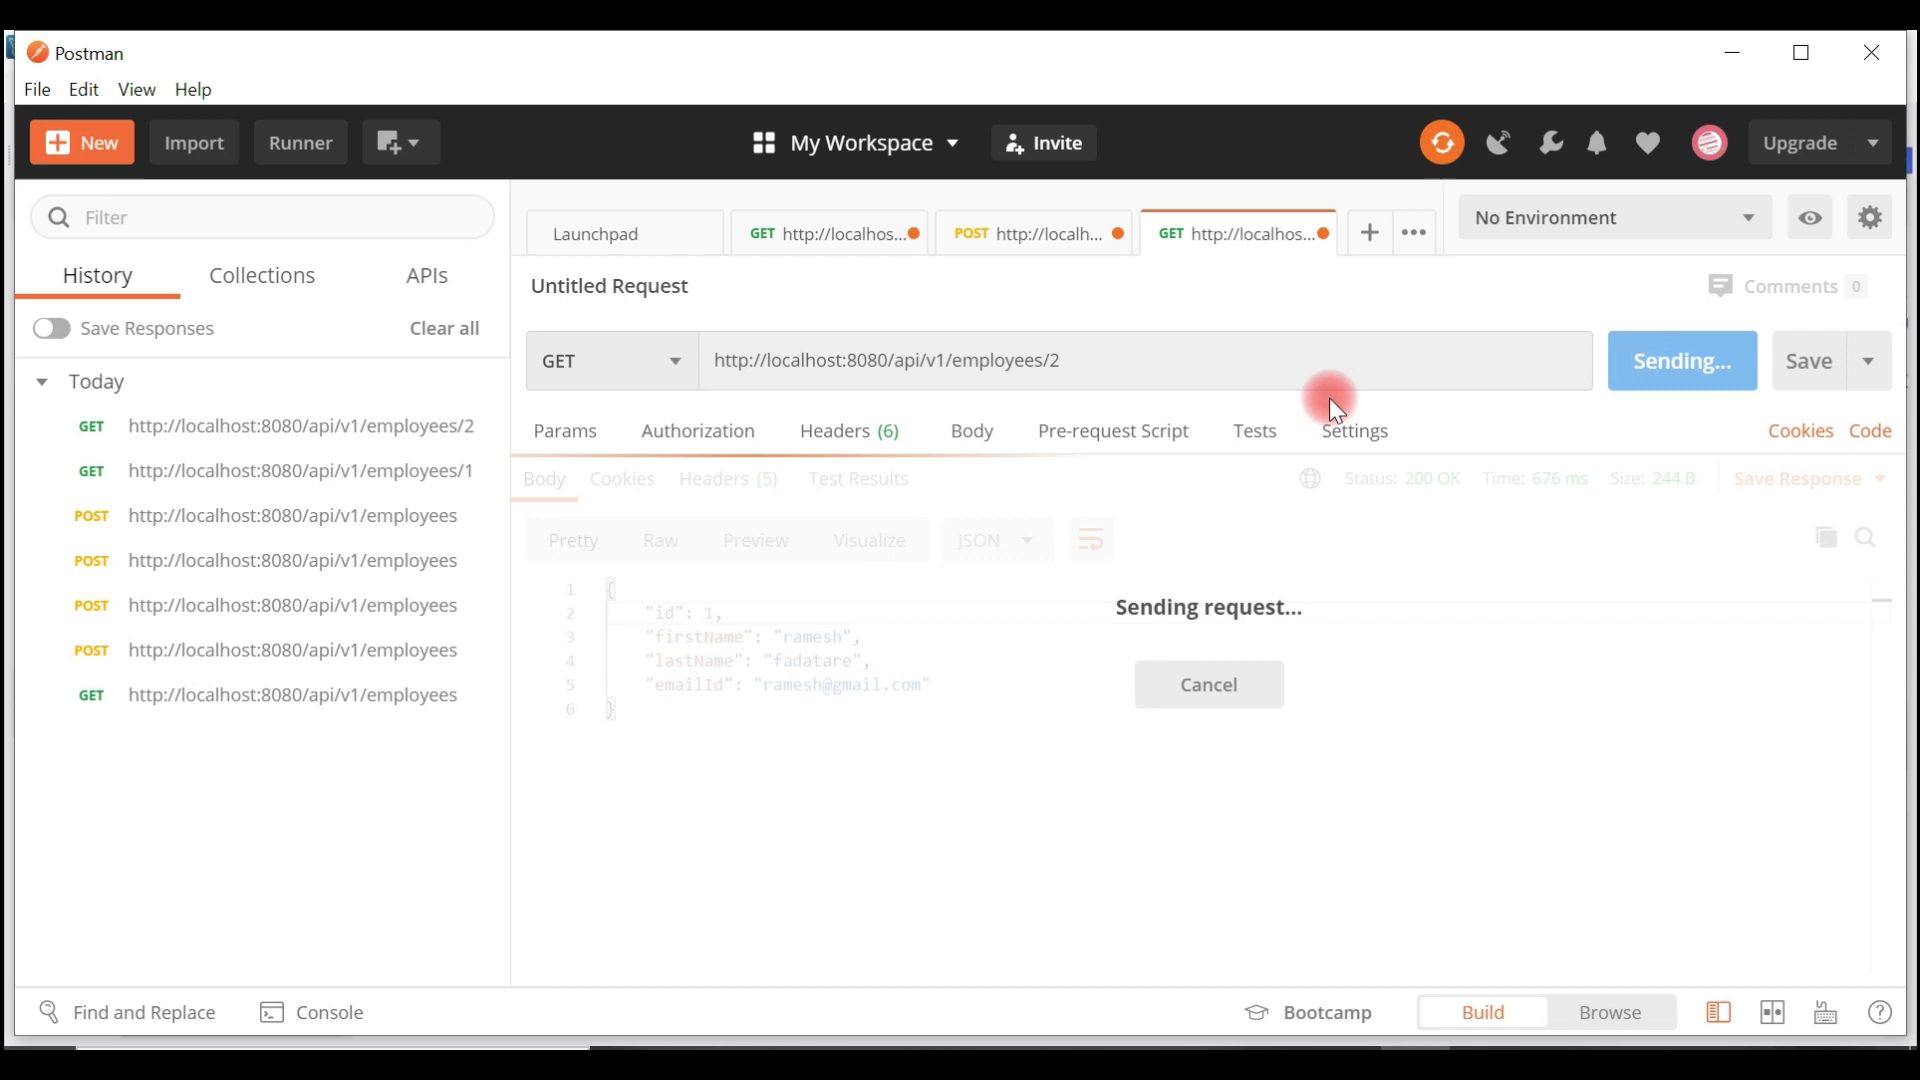 Postman
File Edit View Help
New Import Runner My Workspace Invite Upgrade
Filter
Launchpad GET http://localhos... POST http://localh... GET http://localhos... No Environment
History Collections APIs
Untitled Request Comments 0
Save Responses Clear all
GET http://localhost:8080/api/v1/employees/2 Sending... Save
Today
GET http://localhost:8080/api/v1/employees/2
GET http://localhost:8080/api/v1/employees/1
POST http://localhost:8080/api/v1/employees
POST http://localhost:8080/api/v1/employees
POST http://localhost:8080/api/v1/employees
POST http://localhost:8080/api/v1/employees
GET http://localhost:8080/api/v1/employees
Params Authorization Headers (6) Body Pre-request Script Tests Settings Cookies Code
Body Cookies Headers (5) Test Results Status: 200 OK Time: 676 ms Size: 244 B Save Response
Pretty Raw Preview Visualize JSON
1 {
2 "id": 1,
3 "firstName": "ramesh",
4 "lastName": "fadatare",
5 "emailId": "ramesh@gmail.com"
6 }
Sending request...
Cancel
Find and Replace Console Bootcamp Build Browse